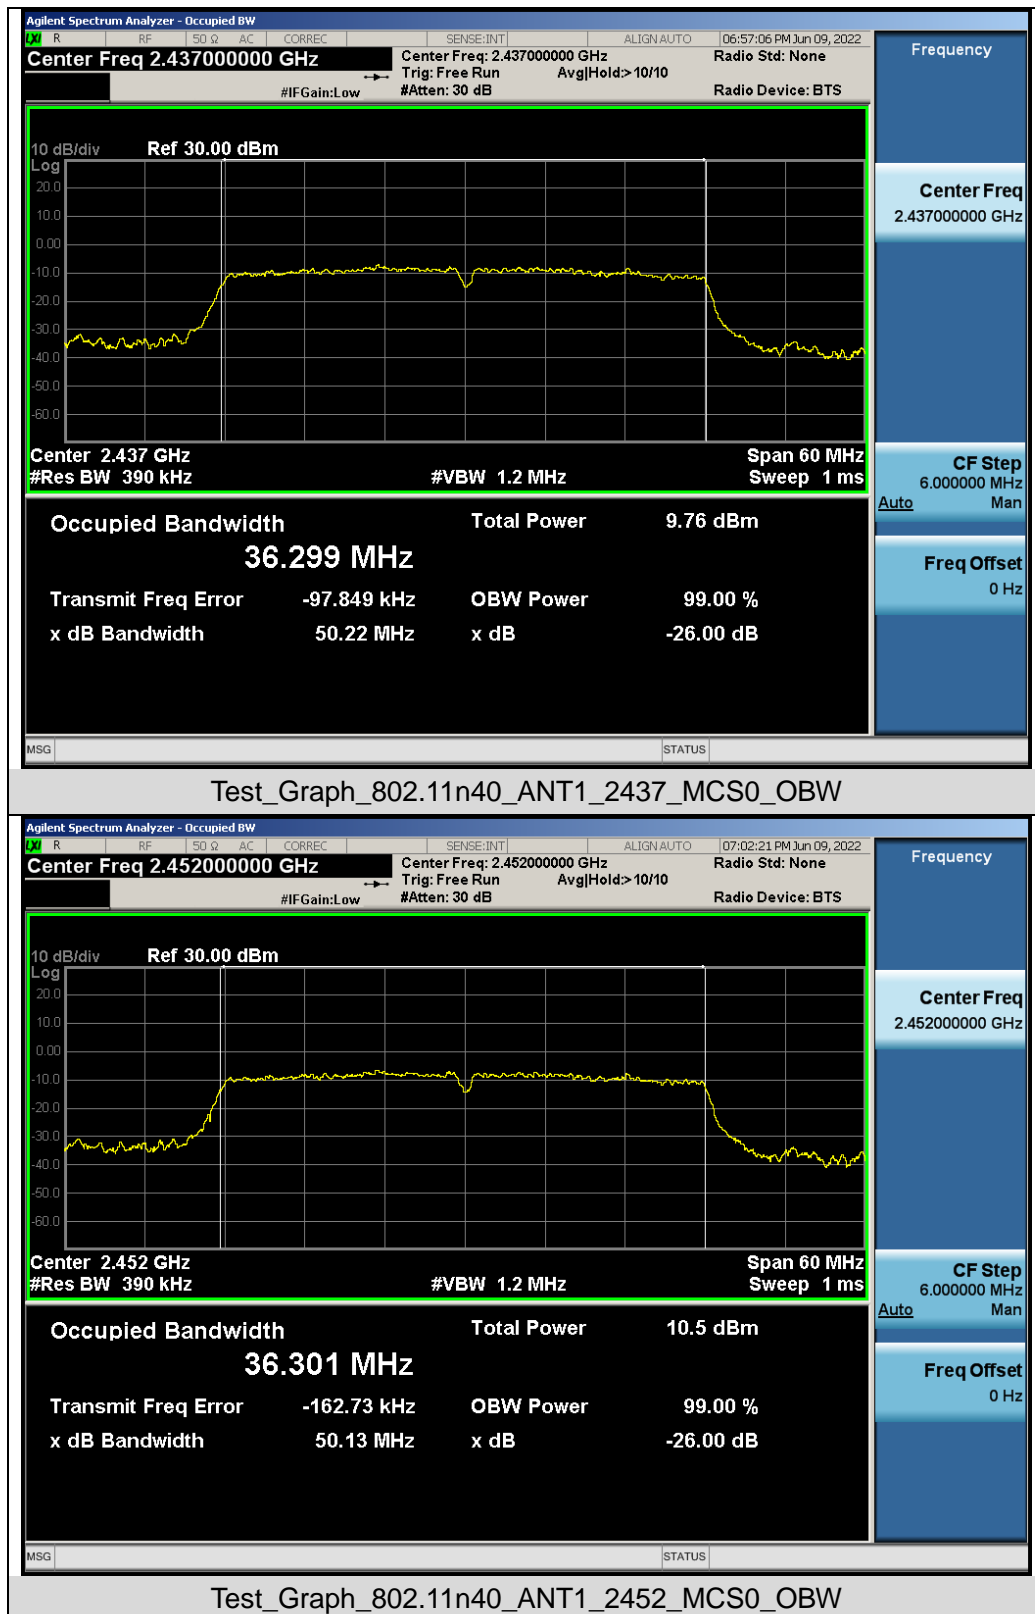 Agilent Spectrum Analyzer - Occupied BW
LXI R RF 50 Ω AC CORREC SENSE:INT ALIGN AUTO 06:57:06 PM Jun 09, 2022
Center Freq 2.437000000 GHz
Center Freq: 2.437000000 GHz
Radio Std: None
Trig: Free Run Avg|Hold:>10/10
#IFGain:Low #Atten: 30 dB Radio Device: BTS
Frequency
10 dB/div Ref 30.00 dBm
Log
20.0
10.0
0.00
-10.0
-20.0
-30.0
-40.0
-50.0
-60.0
Center 2.437 GHz Span 60 MHz
#Res BW 390 kHz #VBW 1.2 MHz Sweep 1 ms
Center Freq
2.437000000 GHz
CF Step
6.000000 MHz
Auto Man
Freq Offset
0 Hz
Occupied Bandwidth Total Power 9.76 dBm
36.299 MHz
Transmit Freq Error -97.849 kHz OBW Power 99.00 %
x dB Bandwidth 50.22 MHz x dB -26.00 dB
MSG STATUS
Test_Graph_802.11n40_ANT1_2437_MCS0_OBW
Agilent Spectrum Analyzer - Occupied BW
LXI R RF 50 Ω AC CORREC SENSE:INT ALIGN AUTO 07:02:21 PM Jun 09, 2022
Center Freq 2.452000000 GHz
Center Freq: 2.452000000 GHz
Radio Std: None
Trig: Free Run Avg|Hold:>10/10
#IFGain:Low #Atten: 30 dB Radio Device: BTS
Frequency
10 dB/div Ref 30.00 dBm
Log
20.0
10.0
0.00
-10.0
-20.0
-30.0
-40.0
-50.0
-60.0
Center 2.452 GHz Span 60 MHz
#Res BW 390 kHz #VBW 1.2 MHz Sweep 1 ms
Center Freq
2.452000000 GHz
CF Step
6.000000 MHz
Auto Man
Freq Offset
0 Hz
Occupied Bandwidth Total Power 10.5 dBm
36.301 MHz
Transmit Freq Error -162.73 kHz OBW Power 99.00 %
x dB Bandwidth 50.13 MHz x dB -26.00 dB
MSG STATUS
Test_Graph_802.11n40_ANT1_2452_MCS0_OBW